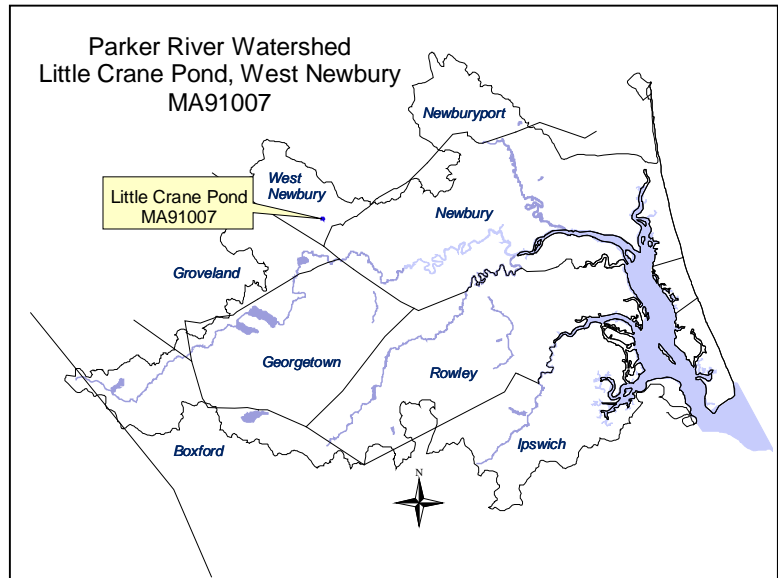 Parker River Watershed
Little Crane Pond, West Newbury
MA91007
Newburyport
West
Newbury
Little Crane Pond
MA91007
Newbury
Groveland
Georgetown
Rowley
Boxford
Ipswich
N